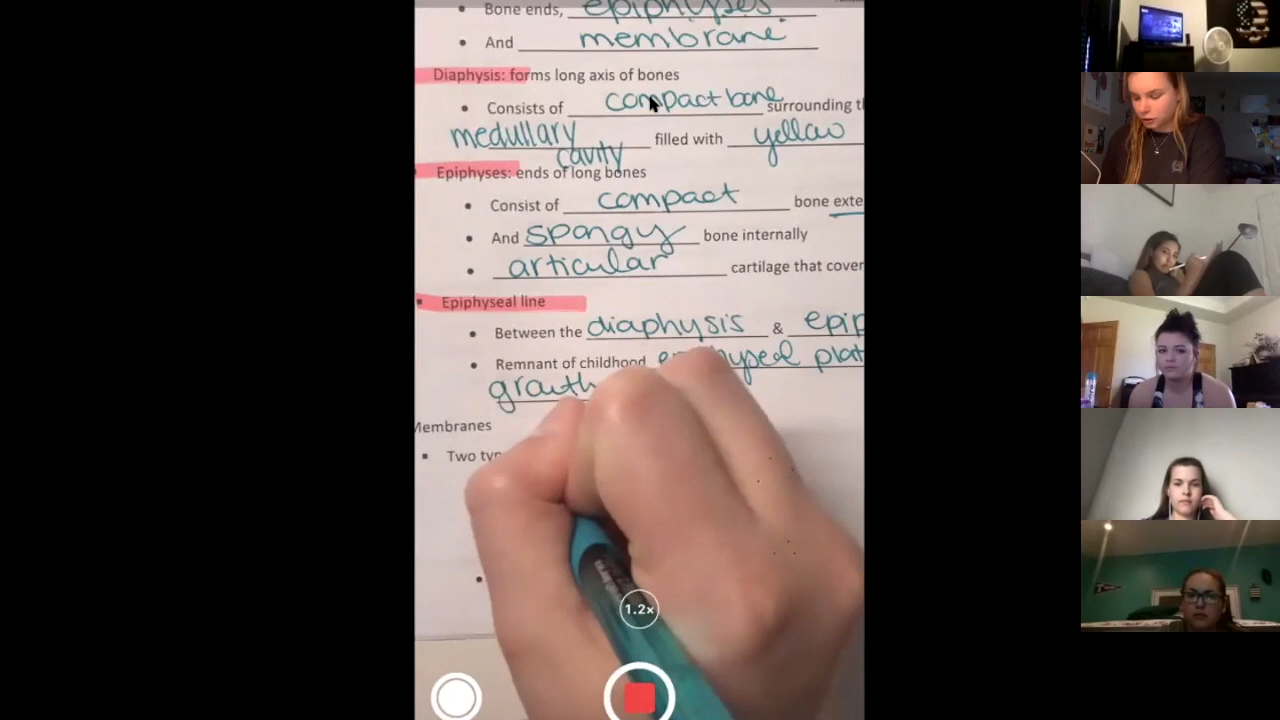 Bone ends, epiphyses
And membrane
Diaphysis: forms long axis of bones
Consists of compact bone surrounding th
medullary cavity filled with yellow
Epiphyses: ends of long bones
Consist of compact bone exte
And spongy bone internally
articular cartilage that cover
Epiphyseal line
Between the diaphysis & epip
Remnant of childhood plat
growth
Membranes
Two typ
1.2×